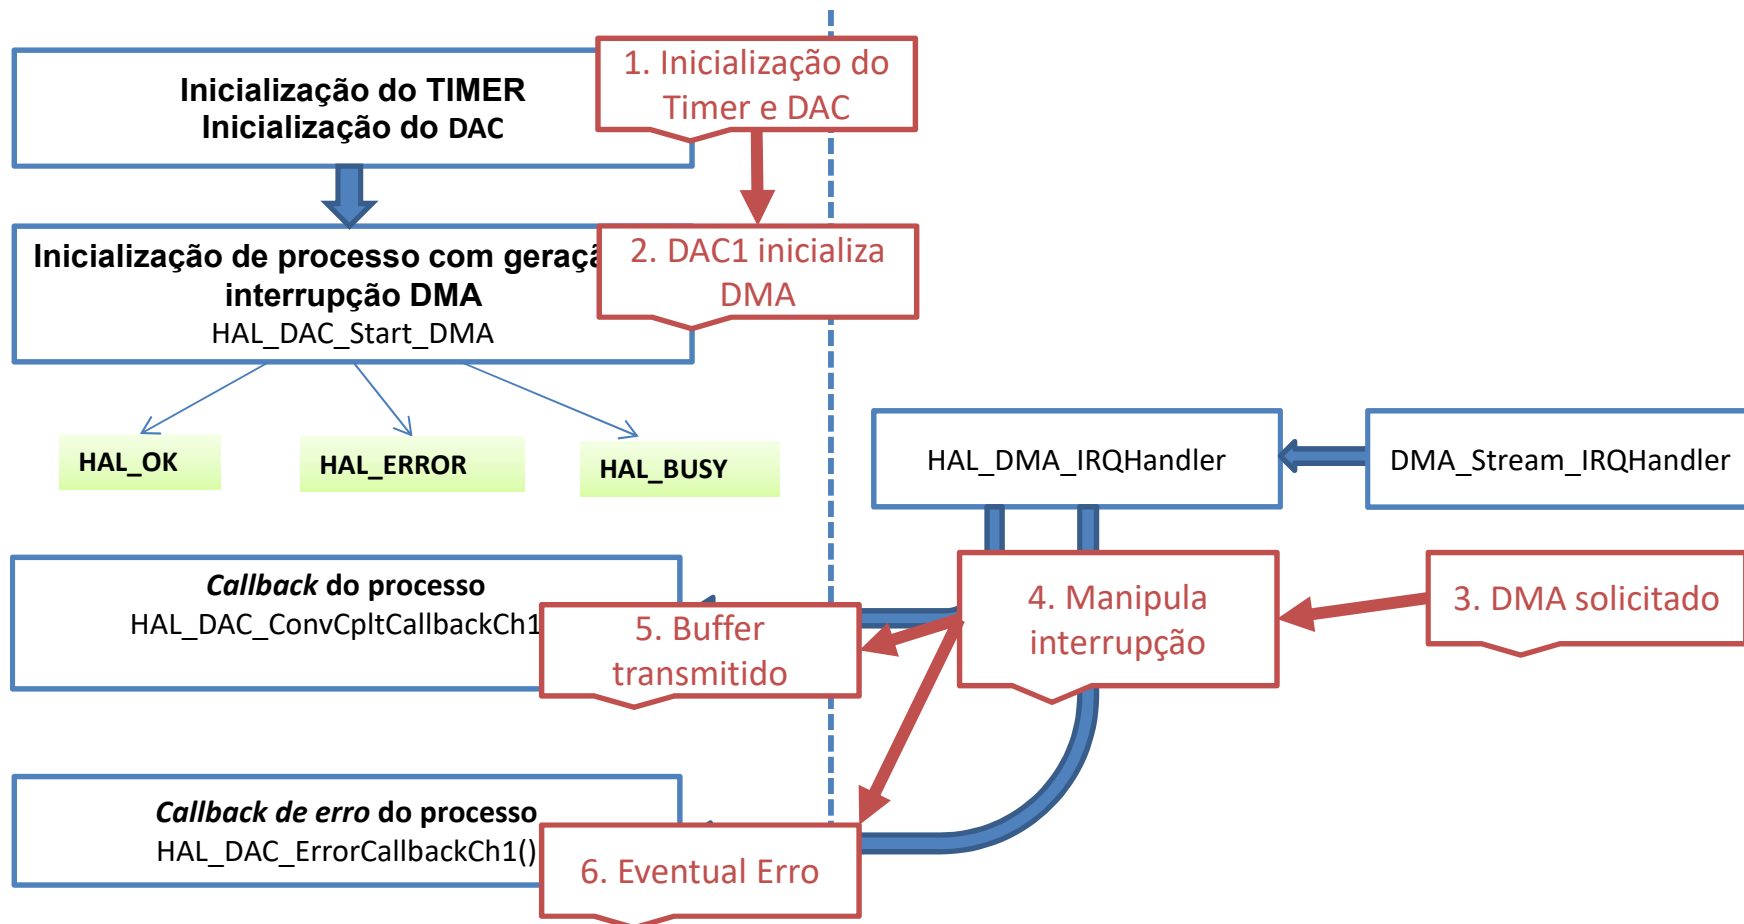 Inicialização do TIMER
Inicialização do DAC
1. Inicialização do
Timer e DAC
Inicialização de processo com geraçã
interrupção DMA
HAL_DAC_Start_DMA
2. DAC1 inicializa
DMA
HAL_OK
HAL_ERROR
HAL_BUSY
HAL_DMA_IRQHandler
DMA_Stream_IRQHandler
Callback do processo
HAL_DAC_ConvCpltCallbackCh1
5. Buffer
transmitido
4. Manipula
interrupção
3. DMA solicitado
Callback de erro do processo
HAL_DAC_ErrorCallbackCh1()
6. Eventual Erro